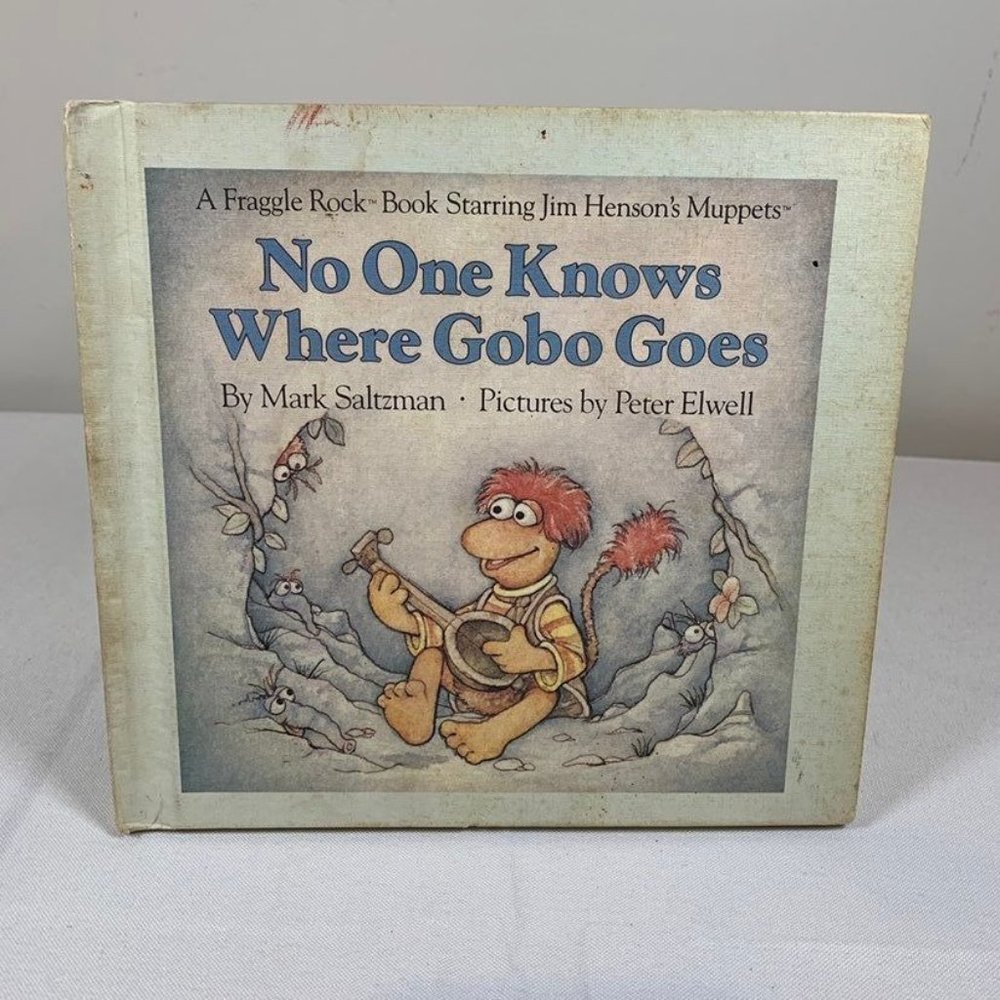 A Fraggle Rock™ Book Starring Jim Henson's Muppets™
No One Knows
Where Gobo Goes
By Mark Saltzman · Pictures by Peter Elwell